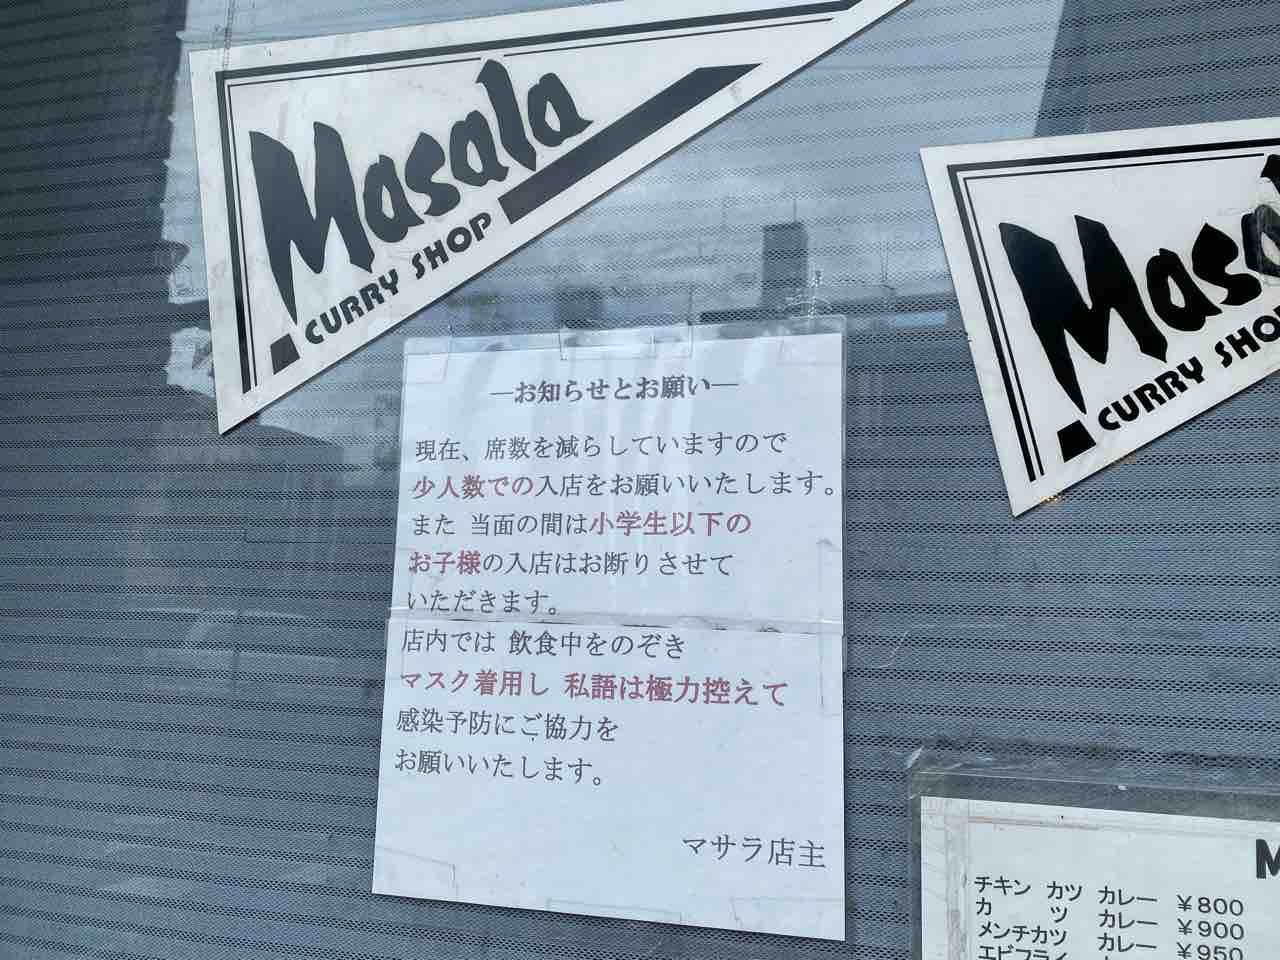 Masala
CURRY SHOP
Masa
CURRY SHO
―お知らせとお願い―
現在、席数を減らしていますので
少人数での入店をお願いいたします。
また 当面の間は小学生以下の
お子様の入店はお断りさせて
いただきます。
店内では 飲食中をのぞき
マスク着用し 私語は極力控えて
感染予防にご協力を
お願いいたします。
マサラ店主
M
チキン カツ カレー ￥800
カ ツ カレー ￥900
メンチカツ カレー ￥950
エビフライ